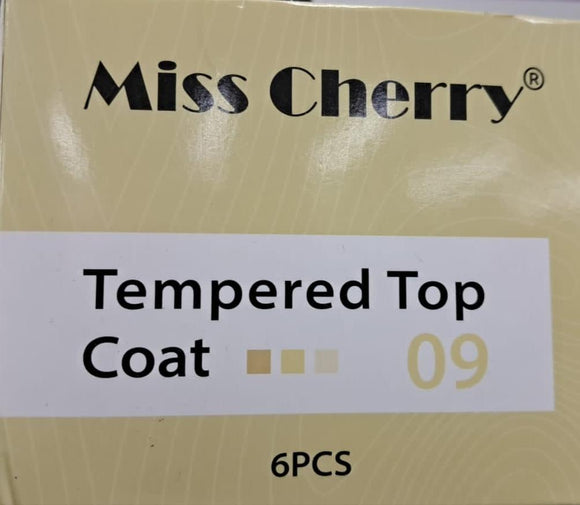 Miss Cherry®
Tempered Top
Coat 09
6PCS